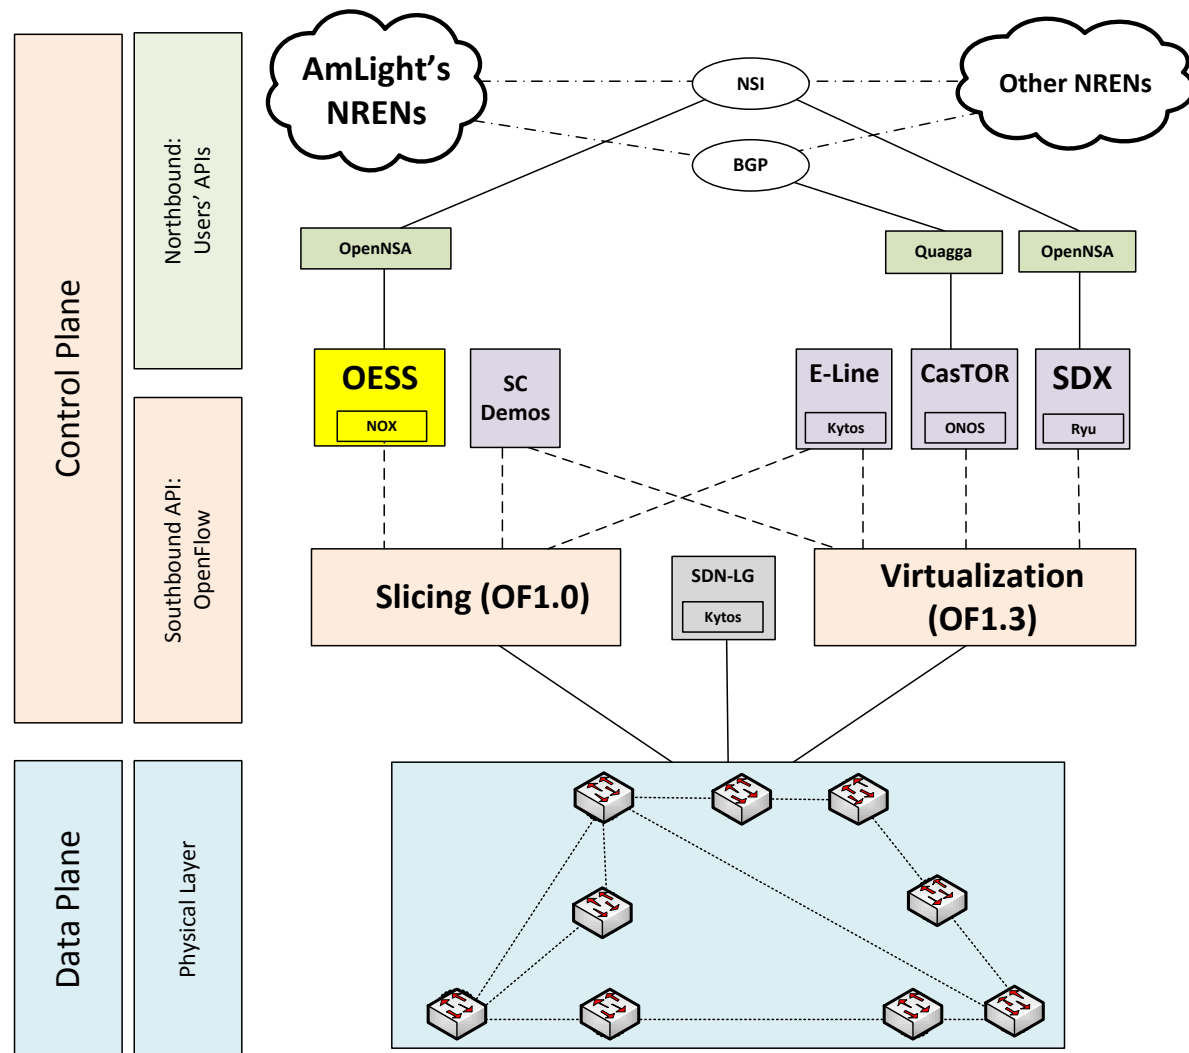 Control Plane
Northbound:
Users’ APIs
Southbound API:
OpenFlow
Data Plane
Physical Layer
AmLight’s
NRENs
NSI
Other NRENs
BGP
OpenNSA
Quagga
OpenNSA
OESS
NOX
SC
Demos
E-Line
Kytos
CasTOR
ONOS
SDX
Ryu
Slicing (OF1.0)
SDN-LG
Kytos
Virtualization
(OF1.3)